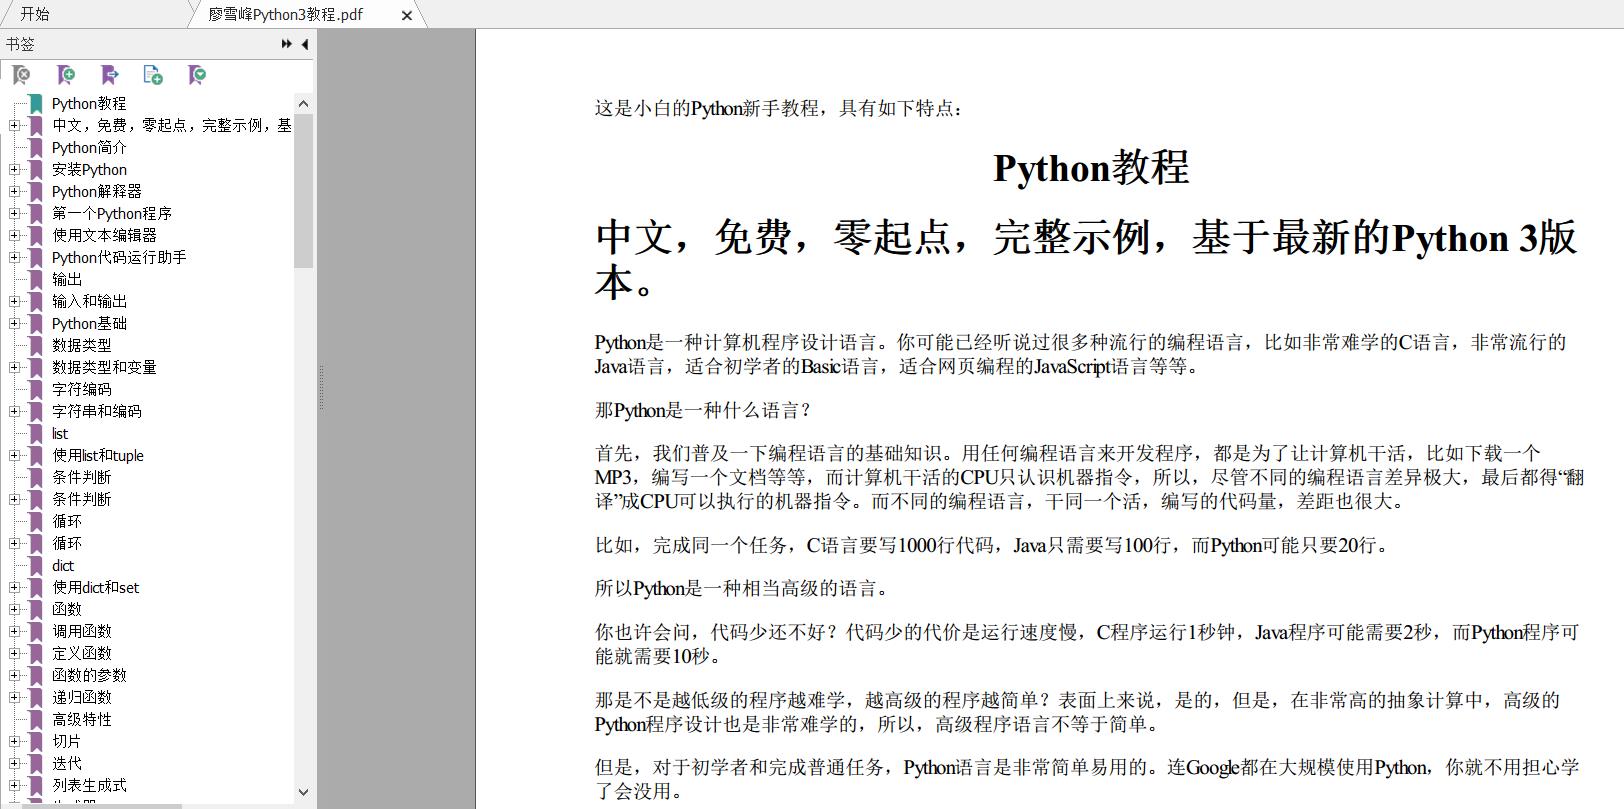 开始
廖雪峰Python3教程.pdf
书签
Python教程
中文，免费，零起点，完整示例，基
Python简介
安装Python
Python解释器
第一个Python程序
使用文本编辑器
Python代码运行助手
输出
输入和输出
Python基础
数据类型
数据类型和变量
字符编码
字符串和编码
list
使用list和tuple
条件判断
条件判断
循环
循环
dict
使用dict和set
函数
调用函数
定义函数
函数的参数
递归函数
高级特性
切片
迭代
列表生成式
这是小白的Python新手教程，具有如下特点：
Python教程
中文，免费，零起点，完整示例，基于最新的Python 3版
本。
Python是一种计算机程序设计语言。你可能已经听说过很多种流行的编程语言，比如非常难学的C语言，非常流行的
Java语言，适合初学者的Basic语言，适合网页编程的JavaScript语言等等。
那Python是一种什么语言？
首先，我们普及一下编程语言的基础知识。用任何编程语言来开发程序，都是为了让计算机干活，比如下载一个
MP3，编写一个文档等等，而计算机干活的CPU只认识机器指令，所以，尽管不同的编程语言差异极大，最后都得“翻
译”成CPU可以执行的机器指令。而不同的编程语言，干同一个活，编写的代码量，差距也很大。
比如，完成同一个任务，C语言要写1000行代码，Java只需要写100行，而Python可能只要20行。
所以Python是一种相当高级的语言。
你也许会问，代码少还不好？代码少的代价是运行速度慢，C程序运行1秒钟，Java程序可能需要2秒，而Python程序可
能就需要10秒。
那是不是越低级的程序越难学，越高级的程序越简单？表面上来说，是的，但是，在非常高的抽象计算中，高级的
Python程序设计也是非常难学的，所以，高级程序语言不等于简单。
但是，对于初学者和完成普通任务，Python语言是非常简单易用的。连Google都在大规模使用Python，你就不用担心学
了会没用。